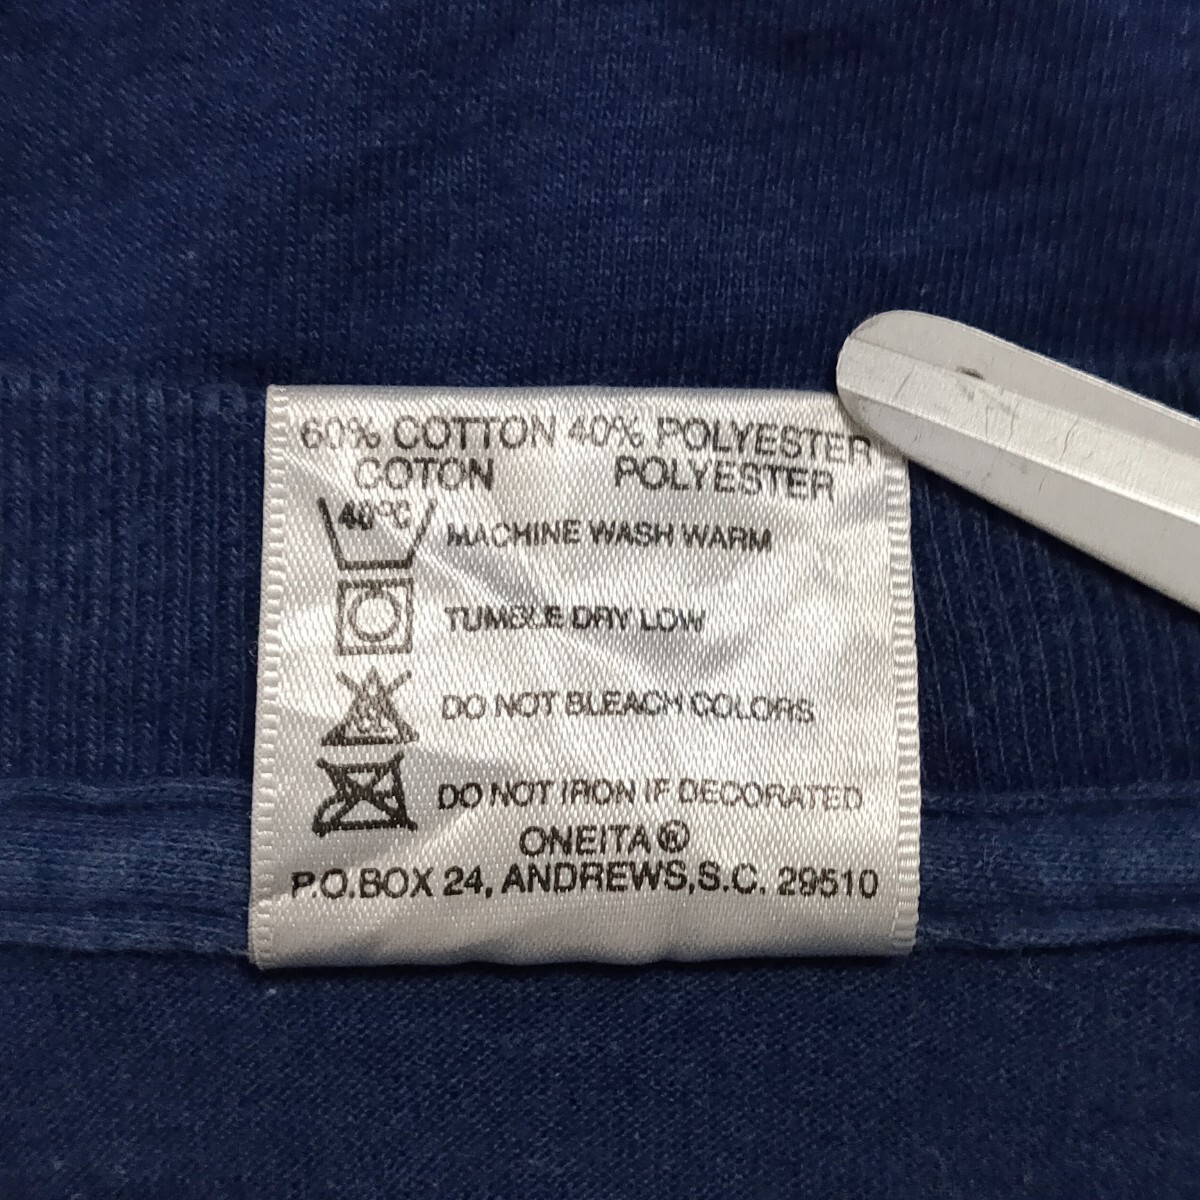 60% COTTON 40% POLYESTER
COTON POLYESTER
40°C MACHINE WASH WARM
TUMBLE DRY LOW
DO NOT BLEACH COLORS
DO NOT IRON IF DECORATED
ONEITA®
P.O.BOX 24, ANDREWS,S.C. 29510